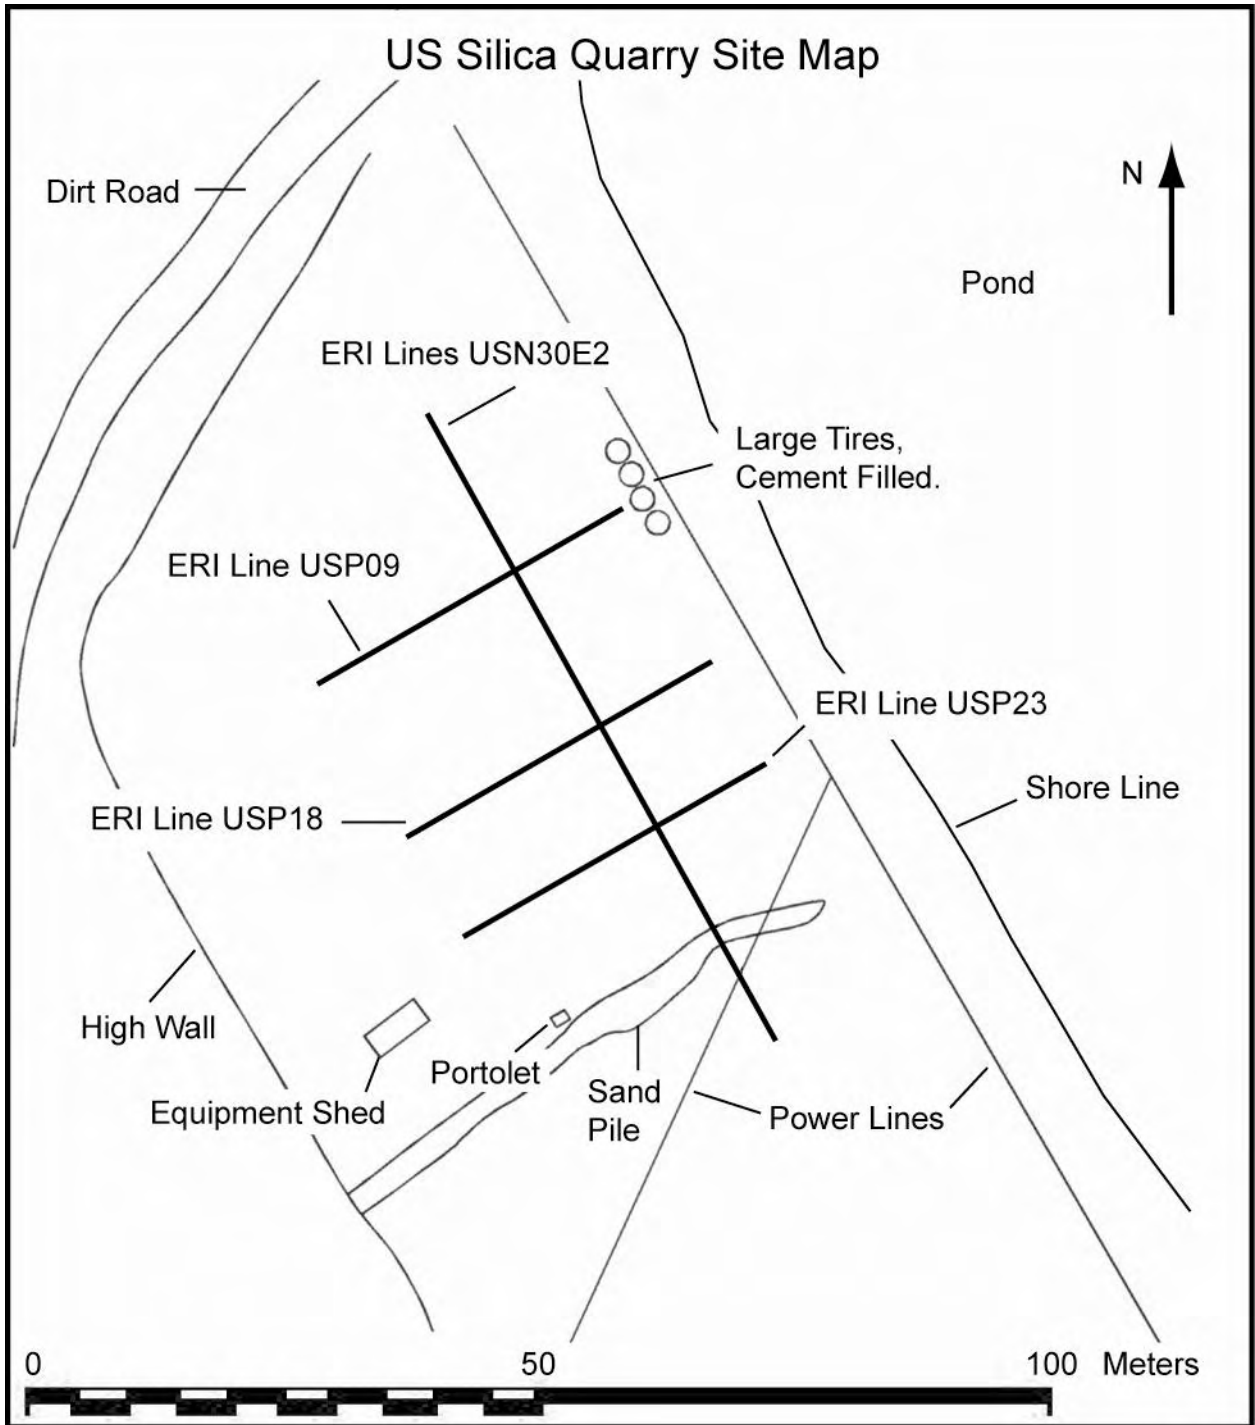 US Silica Quarry Site Map
Dirt Road
N
Pond
ERI Lines USN30E2
Large Tires,
Cement Filled.
ERI Line USP09
ERI Line USP23
Shore Line
ERI Line USP18
High Wall
Portolet
Equipment Shed
Sand
Pile
Power Lines
0 50 100 Meters